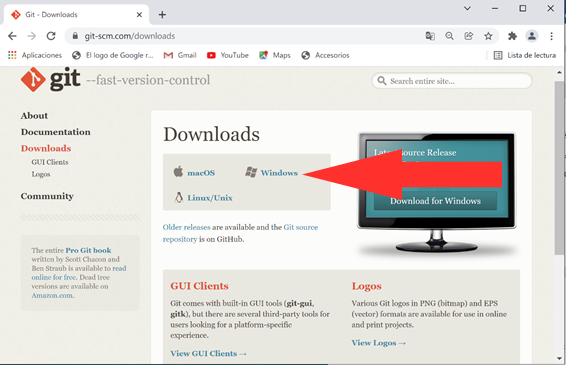 Git - Downloads
git-scm.com/downloads
Aplicaciones
El logo de Google r...
Gmail
YouTube
Maps
Accesorios
Lista de lectura
git --fast-version-control
Search entire site...
About
Documentation
Downloads
GUI Clients
Logos
Community
The entire Pro Git book
written by Scott Chacon and
Ben Straub is available to read
online for free. Dead tree
versions are available on
Amazon.com.
Downloads
macOS
Windows
Linux/Unix
Older releases are available and the Git source
repository is on GitHub.
Source Release
Download for Windows
GUI Clients
Git comes with built-in GUI tools (git-gui,
gitk), but there are several third-party tools for
users looking for a platform-specific
experience.
View GUI Clients →
Logos
Various Git logos in PNG (bitmap) and EPS
(vector) formats are available for use in online
and print projects.
View Logos →